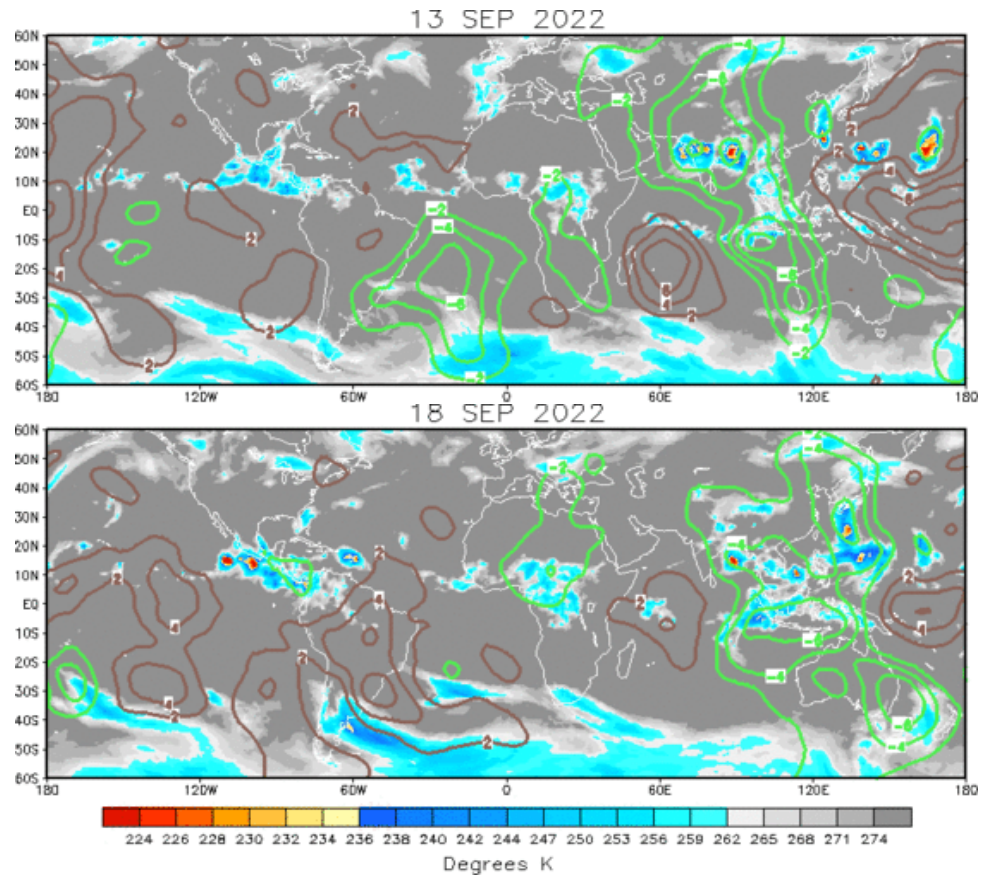 13 SEP 2022
60N
50N
40N
30N
20N
10N
EQ
10S
20S
30S
40S
50S
60S
180 120W 60W 0 60E 120E 180
18 SEP 2022
60N
50N
40N
30N
20N
10N
EQ
10S
20S
30S
40S
50S
60S
180 120W 60W 0 60E 120E 180
224 226 228 230 232 234 236 238 240 242 244 247 250 253 256 259 262 265 268 271 274
Degrees K